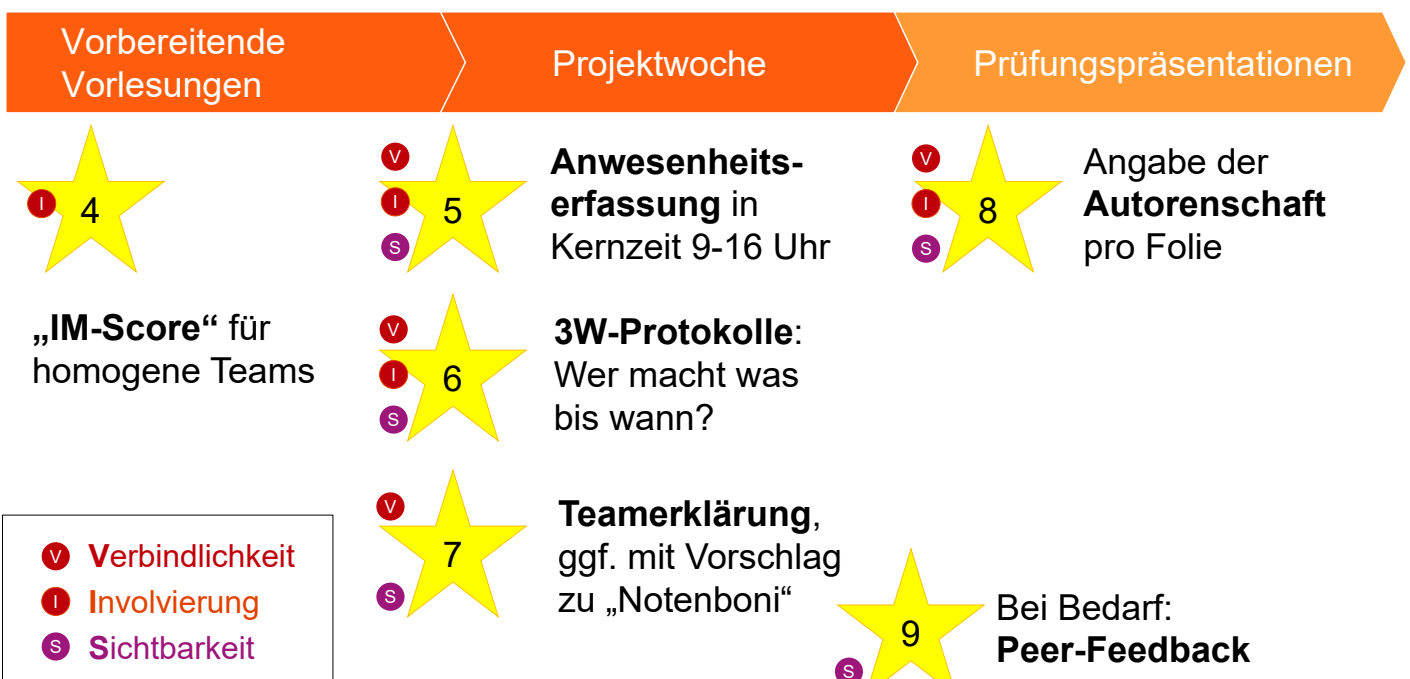 Vorbereitende
Vorlesungen
Projektwoche
Prüfungspräsentationen
I
4
„IM-Score“ für
homogene Teams
V
I
S
5
Anwesenheits-
erfassung in
Kernzeit 9-16 Uhr
V
I
S
6
3W-Protokolle:
Wer macht was
bis wann?
V
S
7
Teamerklärung,
ggf. mit Vorschlag
zu „Notenboni“
V
I
S
8
Angabe der
Autorenschaft
pro Folie
S
9
Bei Bedarf:
Peer-Feedback
V Verbindlichkeit
I Involvierung
S Sichtbarkeit